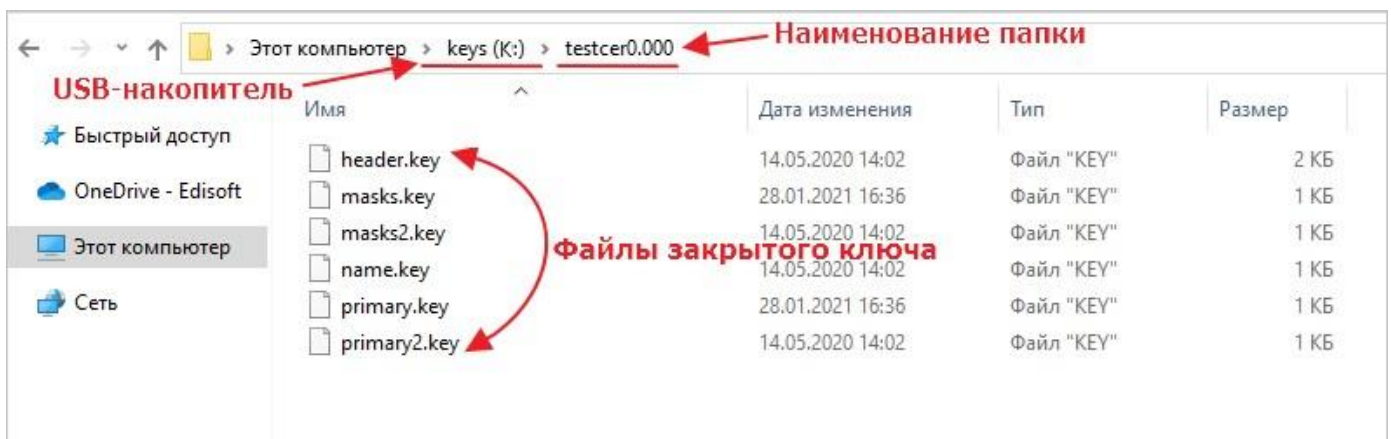 Этот компьютер › keys (K:) › testcer0.000
Наименование папки
USB-накопитель
Имя Дата изменения Тип Размер
Быстрый доступ
OneDrive - Edisoft
Этот компьютер
Сеть
header.key 14.05.2020 14:02 Файл "KEY" 2 КБ
masks.key 28.01.2021 16:36 Файл "KEY" 1 КБ
masks2.key 14.05.2020 14:02 Файл "KEY" 1 КБ
Файлы закрытого ключа
name.key 14.05.2020 14:02 Файл "KEY" 1 КБ
primary.key 28.01.2021 16:36 Файл "KEY" 1 КБ
primary2.key 14.05.2020 14:02 Файл "KEY" 1 КБ